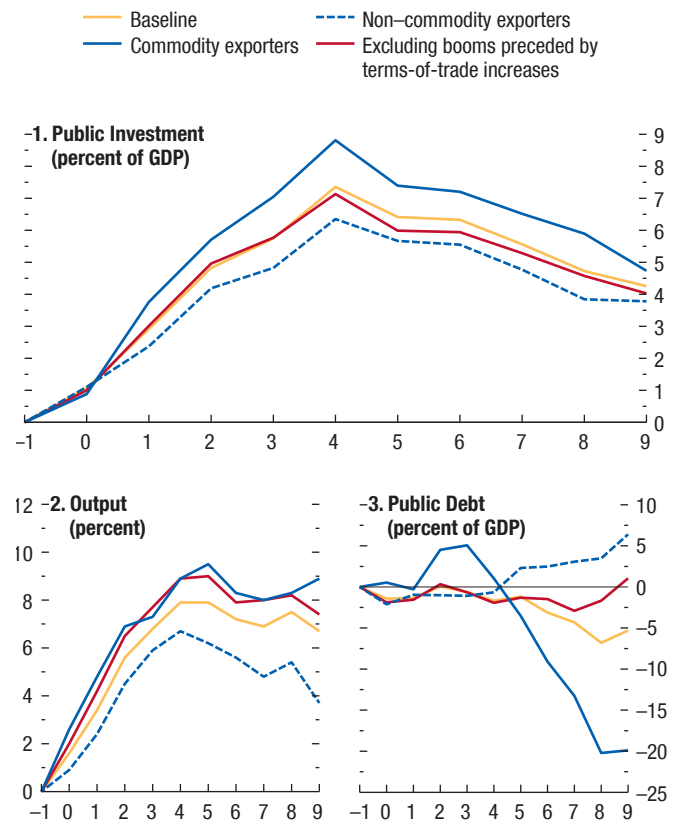 Baseline
Non–commodity exporters
Commodity exporters
Excluding booms preceded by
terms-of-trade increases
1. Public Investment
(percent of GDP)
9
8
7
6
5
4
3
2
1
0
–1 0 1 2 3 4 5 6 7 8 9
2. Output
(percent)
12
10
8
6
4
2
0
–1 0 1 2 3 4 5 6 7 8 9
3. Public Debt
(percent of GDP)
10
5
0
–5
–10
–15
–20
–25
–1 0 1 2 3 4 5 6 7 8 9